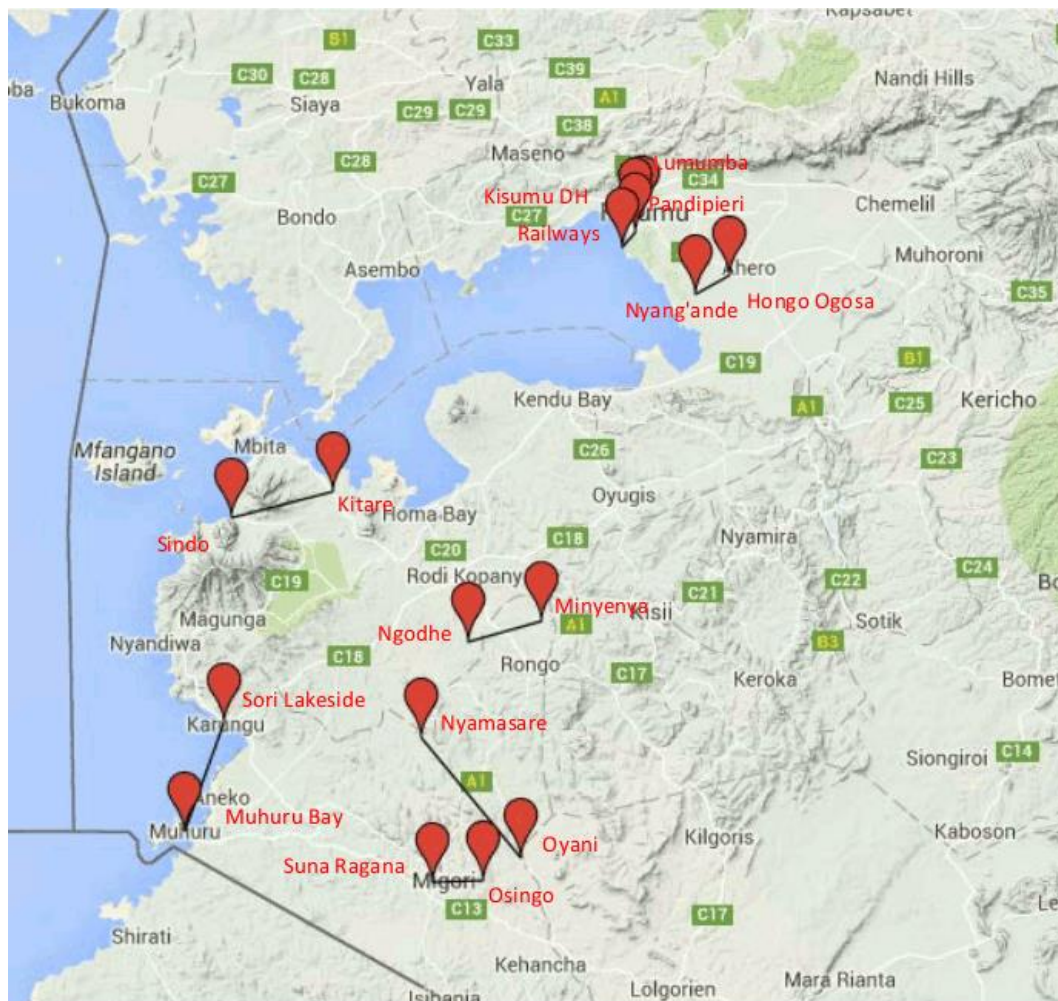 Kapsabet
B1
C33
C30
C28
Yala
C39
Nandi Hills
ba
Bukoma
Siaya
C29
C29
A1
C38
Maseno
Lumumba
C28
C34
C27
Kisumu DH
Pandipieri
Chemelil
Bondo
C27
Railways
Kisumu
Muhoroni
Asembo
Ahero
C35
Nyang'ande
Hongo Ogosa
C19
B1
Kendu Bay
A1
C25
Kericho
Mfangano
Island
Mbita
C26
C23
Kitare
Oyugis
Homa Bay
Sindo
Nyamira
C18
C20
C24
Rodi Kopany
C19
C21
C22
Magunga
Minyenya
Kisii
Sotik
Ngodhe
A1
B3
Nyandiwa
C18
Rongo
C17
Keroka
Bomet
Sori Lakeside
Karungu
Nyamasare
Siongiroi
C14
A1
Aneko
Muhuru Bay
Muhuru
Oyani
Kilgoris
Kaboson
Suna Ragana
Migori
Osingo
C13
C17
Shirati
Kehancha
Mara Rianta
Lolgorien
Isibania